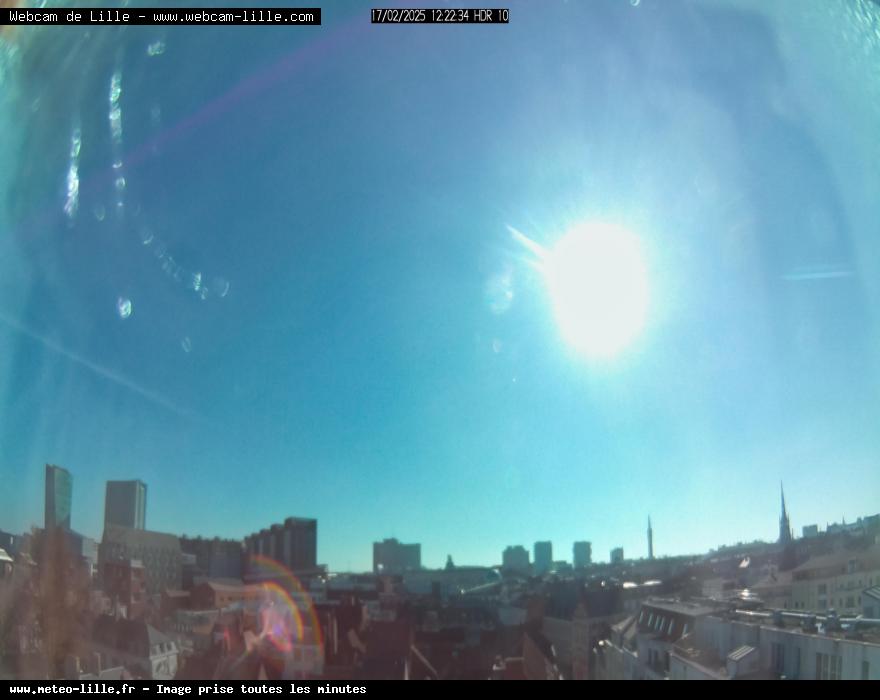 Webcam de Lille - www.webcam-lille.com
17/02/2025 12:22:34 HDR 10
www.meteo-lille.fr - Image prise toutes les minutes